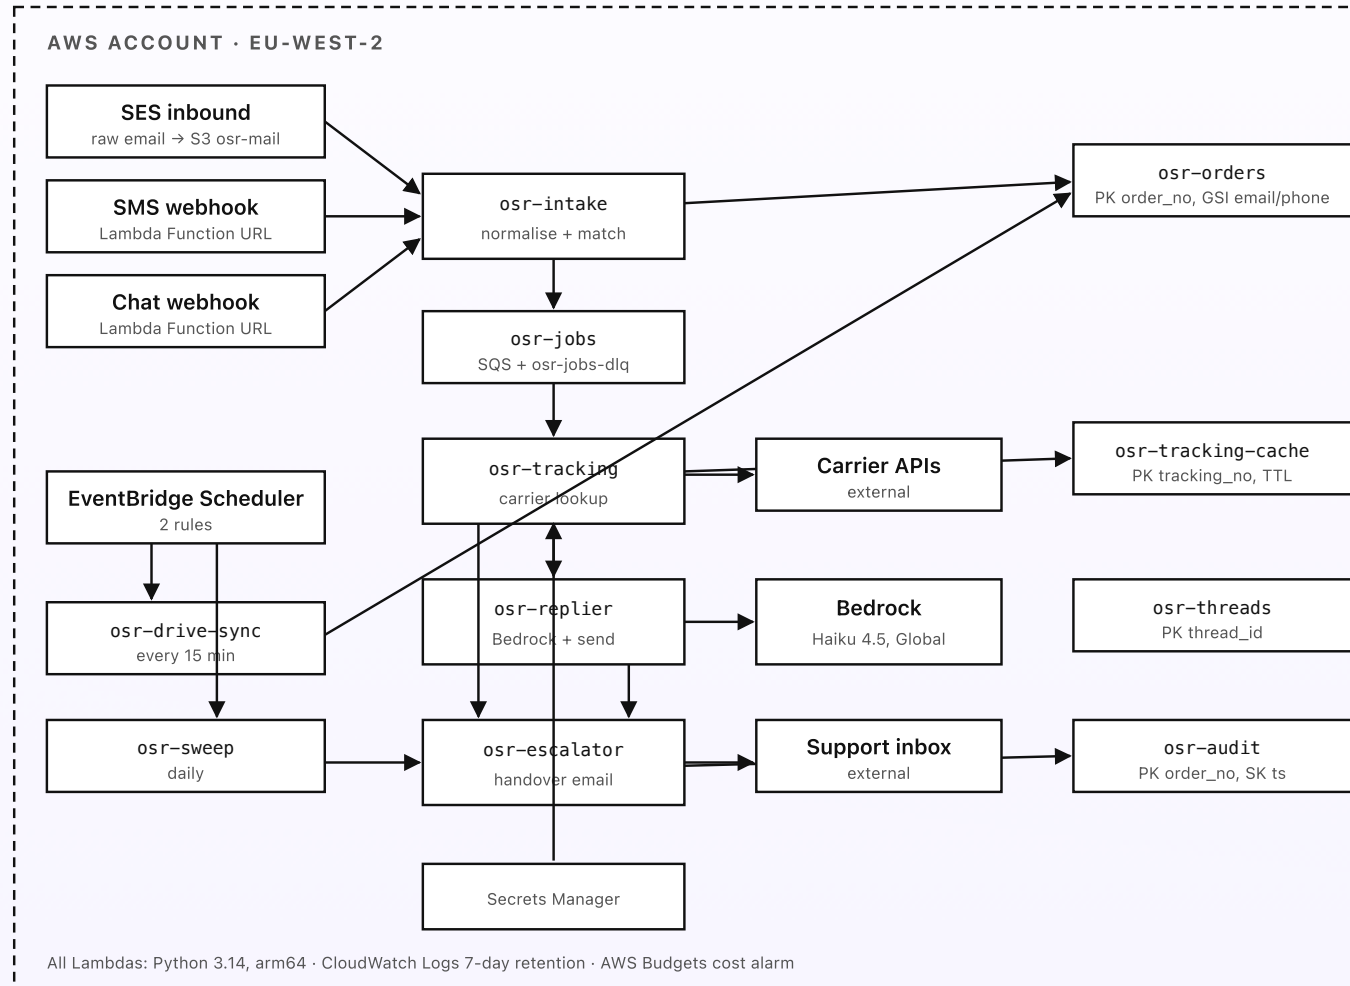 AWS ACCOUNT · EU-WEST-2
SES inbound
raw email → S3 osr-mail
SMS webhook
Lambda Function URL
Chat webhook
Lambda Function URL
osr-intake
normalise + match
osr-orders
PK order_no, GSI email/phone
osr-jobs
SQS + osr-jobs-dlq
osr-tracking
carrier lookup
Carrier APIs
external
osr-tracking-cache
PK tracking_no, TTL
EventBridge Scheduler
2 rules
osr-drive-sync
every 15 min
osr-replier
Bedrock + send
Bedrock
Haiku 4.5, Global
osr-threads
PK thread_id
osr-sweep
daily
osr-escalator
handover email
Support inbox
external
osr-audit
PK order_no, SK ts
Secrets Manager
All Lambdas: Python 3.14, arm64 · CloudWatch Logs 7-day retention · AWS Budgets cost alarm